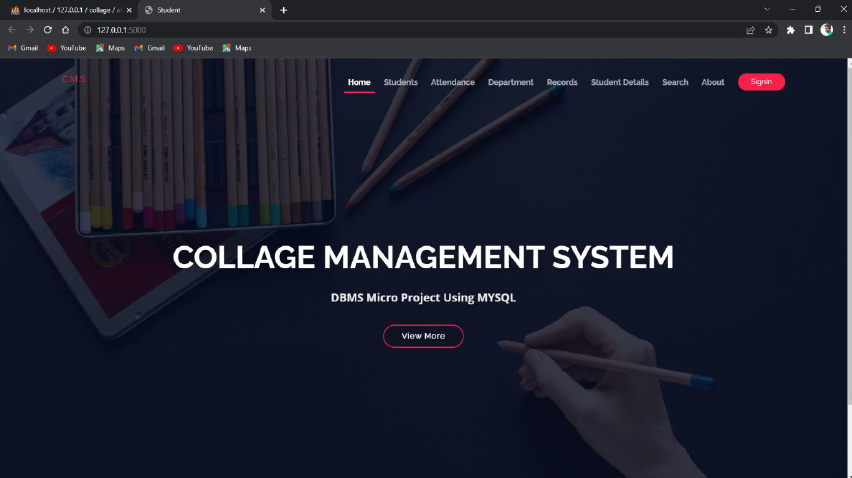 localhost / 127.0.0.1 / collage / at
Student
127.0.0.1:5000
Gmail YouTube Maps Gmail YouTube Maps
C.M.S
Home Students Attendance Department Records Student Details Search About Signin
COLLAGE MANAGEMENT SYSTEM
DBMS Micro Project Using MYSQL
View More